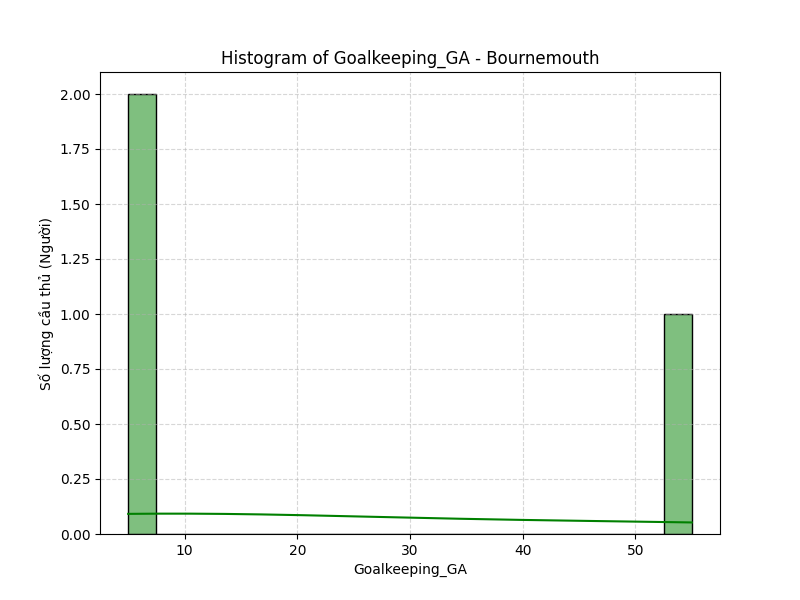 Histogram of Goalkeeping_GA - Bournemouth
Số lượng cầu thủ (Người)
2.00
1.75
1.50
1.25
1.00
0.75
0.50
0.25
0.00
10 20 30 40 50
Goalkeeping_GA